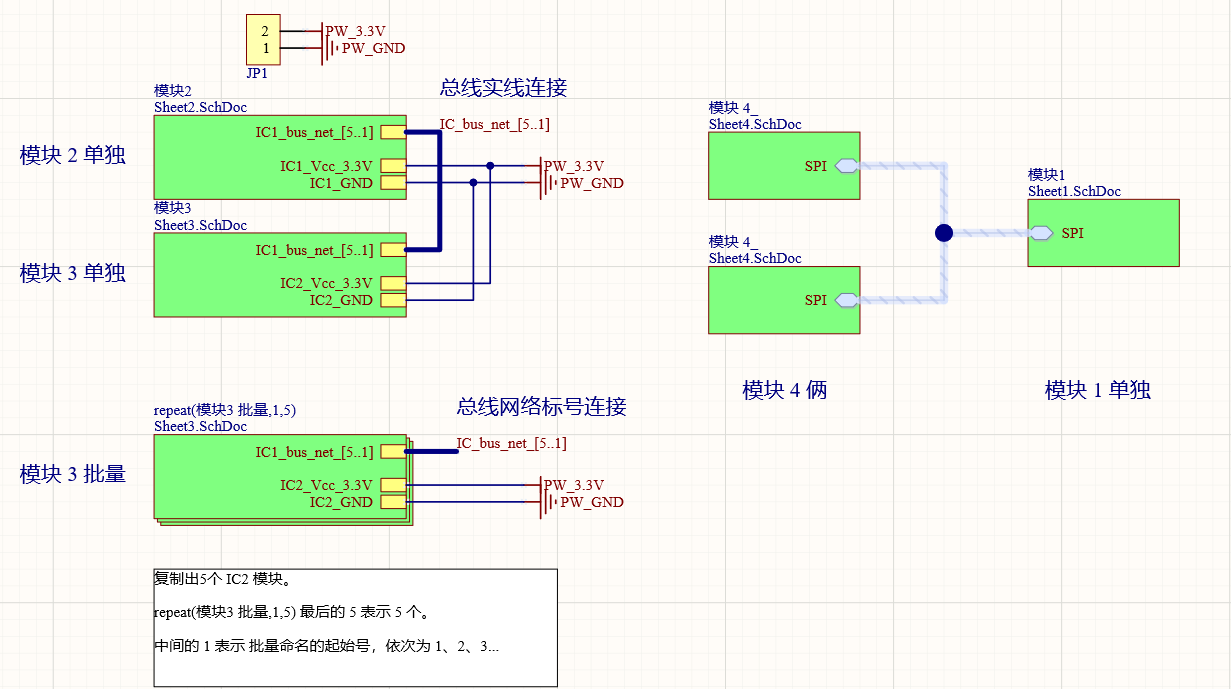 2
PW_3.3V
1
PW_GND
JP1
总线实线连接
模块2
Sheet2.SchDoc
IC1_bus_net_[5..1]
IC_bus_net_[5..1]
模块 2 单独
IC1_Vcc_3.3V
PW_3.3V
IC1_GND
PW_GND
模块3
Sheet3.SchDoc
IC1_bus_net_[5..1]
模块 3 单独
IC2_Vcc_3.3V
IC2_GND
模块 4_
Sheet4.SchDoc
SPI
模块1
Sheet1.SchDoc
SPI
模块 4_
Sheet4.SchDoc
SPI
模块 4 俩
模块 1 单独
总线网络标号连接
repeat(模块3 批量,1,5)
Sheet3.SchDoc
IC1_bus_net_[5..1]
IC_bus_net_[5..1]
模块 3 批量
IC2_Vcc_3.3V
PW_3.3V
IC2_GND
PW_GND
复制出5个 IC2 模块。
repeat(模块3 批量,1,5) 最后的 5 表示 5 个。
中间的 1 表示 批量命名的起始号，依次为 1、2、3...